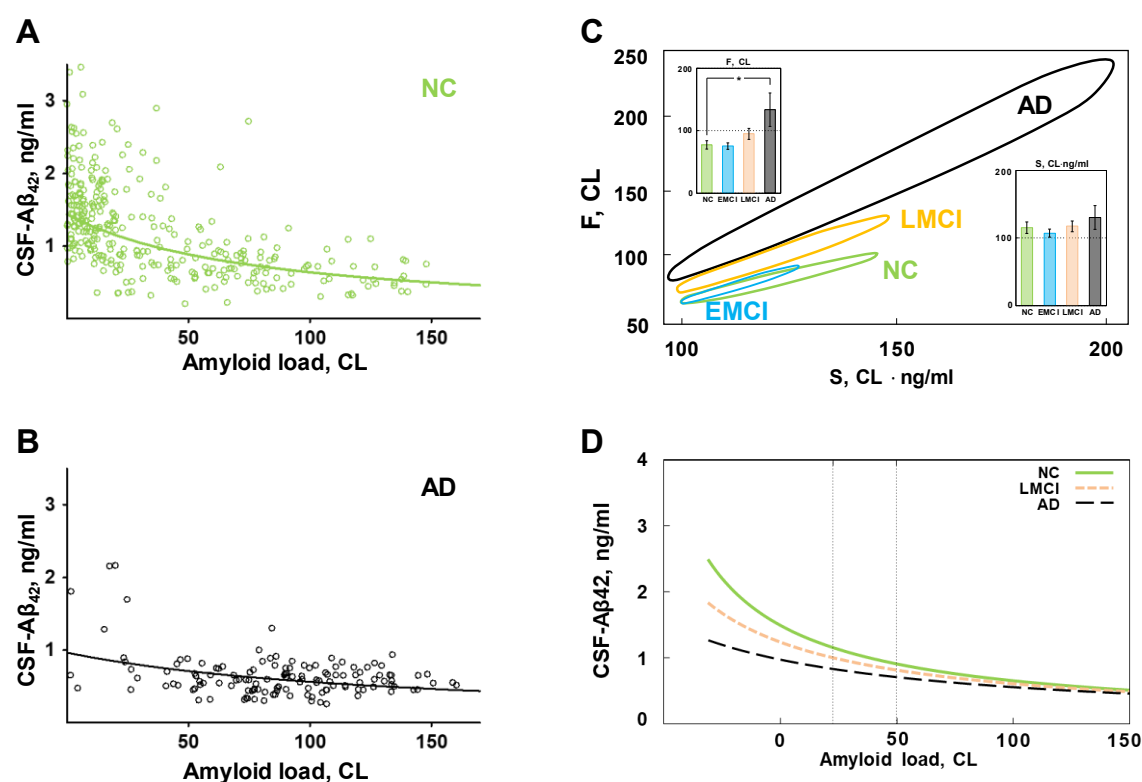 A
NC
3
2
1
50
100
150
CSF-Aβ42, ng/ml
Amyloid load, CL
B
AD
3
2
1
50
100
150
CSF-Aβ42, ng/ml
Amyloid load, CL
C
250
200
150
100
50
F, CL
100
150
200
S, CL · ng/ml
AD
LMCI
NC
EMCI
F, CL
200
100
0
*
NC EMCI LMCI AD
S, CL·ng/ml
200
100
0
NC EMCI LMCI AD
D
4
3
2
1
0
CSF-Aβ42, ng/ml
NC
LMCI
AD
0
50
100
150
Amyloid load, CL